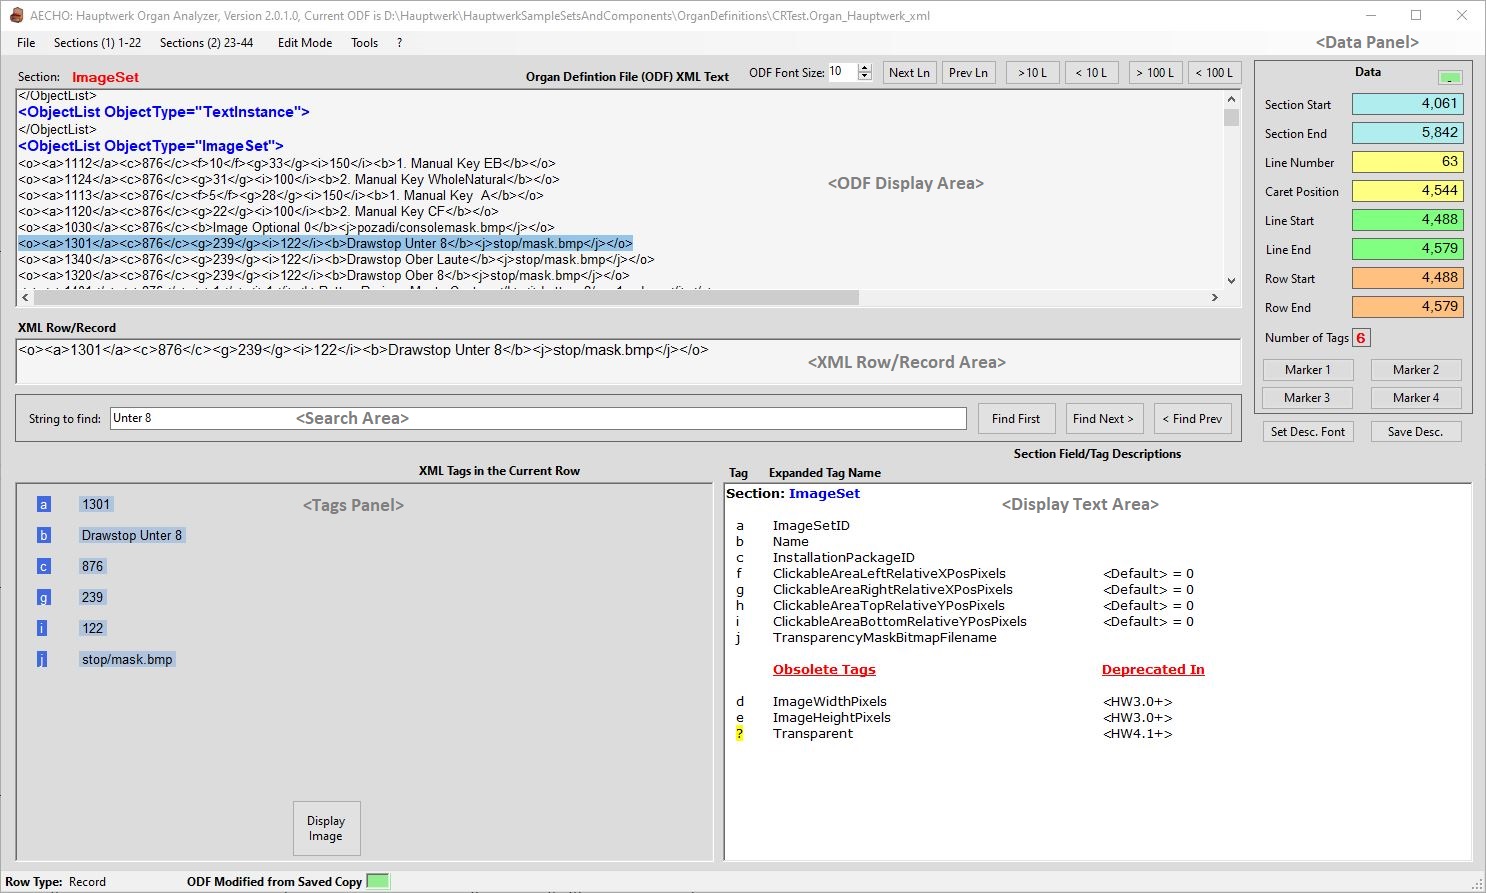 AECHO: Hauptwerk Organ Analyzer, Version 2.0.1.0, Current ODF is D:\Hauptwerk\HauptwerkSampleSetsAndComponents\OrganDefinitions\CRTest.Organ_Hauptwerk_xml
File Sections (1) 1-22 Sections (2) 23-44 Edit Mode Tools ?
<Data Panel>
Section: ImageSet Organ Defintion File (ODF) XML Text ODF Font Size: 10 Next Ln Prev Ln >10 L < 10 L > 100 L < 100 L
</ObjectList>
<ObjectList ObjectType="TextInstance">
</ObjectList>
<ObjectList ObjectType="ImageSet">
<o><a>1112</a><c>876</c><f>10</f><g>33</g><i>150</i><b>1. Manual Key EB</b></o>
<o><a>1124</a><c>876</c><g>31</g><i>100</i><b>2. Manual Key WholeNatural</b></o>
<o><a>1113</a><c>876</c><f>5</f><g>28</g><i>150</i><b>1. Manual Key  A</b></o>
<o><a>1120</a><c>876</c><g>22</g><i>100</i><b>2. Manual Key CF</b></o>
<o><a>1030</a><c>876</c><b>Image Optional 0</b><j>pozadi/consolemask.bmp</j></o>
<o><a>1301</a><c>876</c><g>239</g><i>122</i><b>Drawstop Unter 8</b><j>stop/mask.bmp</j></o>
<o><a>1340</a><c>876</c><g>239</g><i>122</i><b>Drawstop Ober Laute</b><j>stop/mask.bmp</j></o>
<o><a>1320</a><c>876</c><g>239</g><i>122</i><b>Drawstop Ober 8</b><j>stop/mask.bmp</j></o>
<ODF Display Area>
Data -
Section Start 4,061
Section End 5,842
Line Number 63
Caret Position 4,544
Line Start 4,488
Line End 4,579
Row Start 4,488
Row End 4,579
Number of Tags 6
Marker 1 Marker 2
Marker 3 Marker 4
Set Desc. Font Save Desc.
XML Row/Record
<o><a>1301</a><c>876</c><g>239</g><i>122</i><b>Drawstop Unter 8</b><j>stop/mask.bmp</j></o>
<XML Row/Record Area>
String to find: Unter 8 <Search Area> Find First Find Next > < Find Prev
XML Tags in the Current Row
<Tags Panel>
a 1301
b Drawstop Unter 8
c 876
g 239
i 122
j stop/mask.bmp
Display
Image
Section Field/Tag Descriptions
Tag Expanded Tag Name
Section: ImageSet
<Display Text Area>
a ImageSetID
b Name
c InstallationPackageID
f ClickableAreaLeftRelativeXPosPixels <Default> = 0
g ClickableAreaRightRelativeXPosPixels <Default> = 0
h ClickableAreaTopRelativeYPosPixels <Default> = 0
i ClickableAreaBottomRelativeYPosPixels <Default> = 0
j TransparencyMaskBitmapFilename
Obsolete Tags Deprecated In
d ImageWidthPixels <HW3.0+>
e ImageHeightPixels <HW3.0+>
? Transparent <HW4.1+>
Row Type: Record ODF Modified from Saved Copy